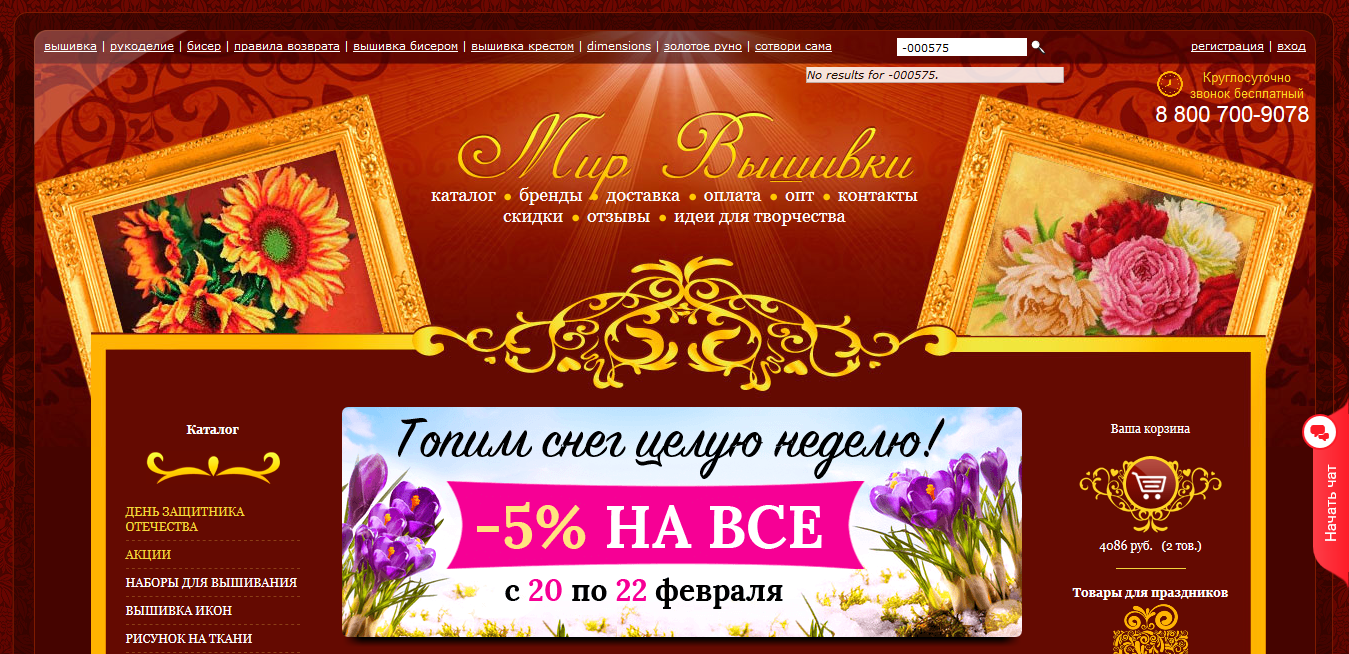 вышивка | рукоделие | бисер | правила возврата | вышивка бисером | вышивка крестом | dimensions | золотое руно | сотвори сама
-000575
регистрация | вход
No results for -000575.
Круглосуточно
звонок бесплатный
8 800 700-9078
Мир Вышивки
каталог • бренды • доставка • оплата • опт • контакты
скидки • отзывы • идеи для творчества
Каталог
ДЕНЬ ЗАЩИТНИКА
ОТЕЧЕСТВА
АКЦИИ
НАБОРЫ ДЛЯ ВЫШИВАНИЯ
ВЫШИВКА ИКОН
РИСУНОК НА ТКАНИ
Топим снег целую неделю!
-5% НА ВСЕ
с 20 по 22 февраля
Ваша корзина
4086 руб. (2 тов.)
Товары для праздников
Начать чат